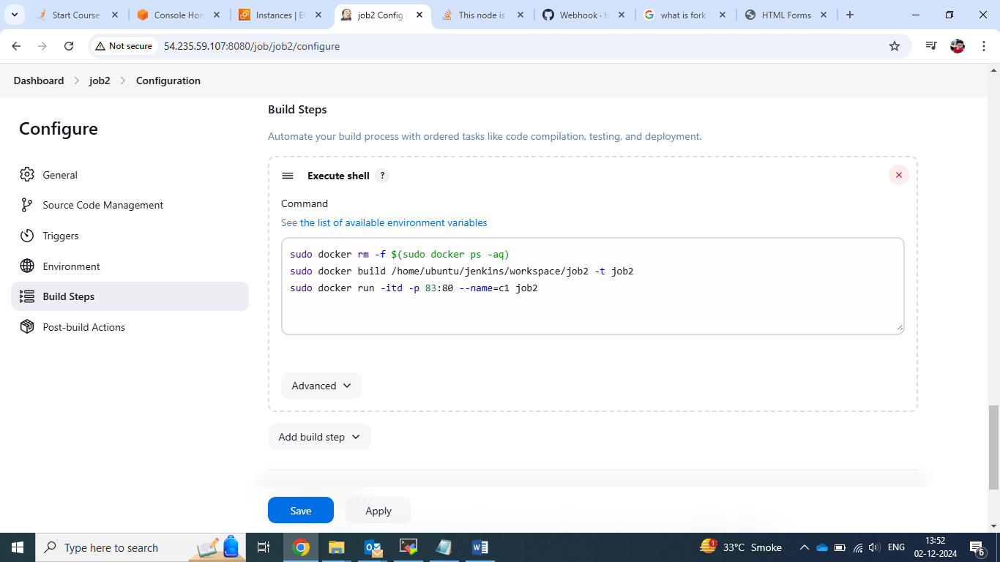 Start Course
Console Hon
Instances | EC
job2 Config
This node is
Webhook · h
what is fork i
HTML Forms
Not secure
54.235.59.107:8080/job/job2/configure
Dashboard
job2
Configuration
Configure
General
Source Code Management
Triggers
Environment
Build Steps
Post-build Actions
Build Steps
Automate your build process with ordered tasks like code compilation, testing, and deployment.
Execute shell ?
Command
See the list of available environment variables
sudo docker rm -f $(sudo docker ps -aq)
sudo docker build /home/ubuntu/jenkins/workspace/job2 -t job2
sudo docker run -itd -p 83:80 --name=c1 job2
Advanced
Add build step
Save
Apply
Type here to search
1
33°C Smoke
ENG
13:52
02-12-2024
6